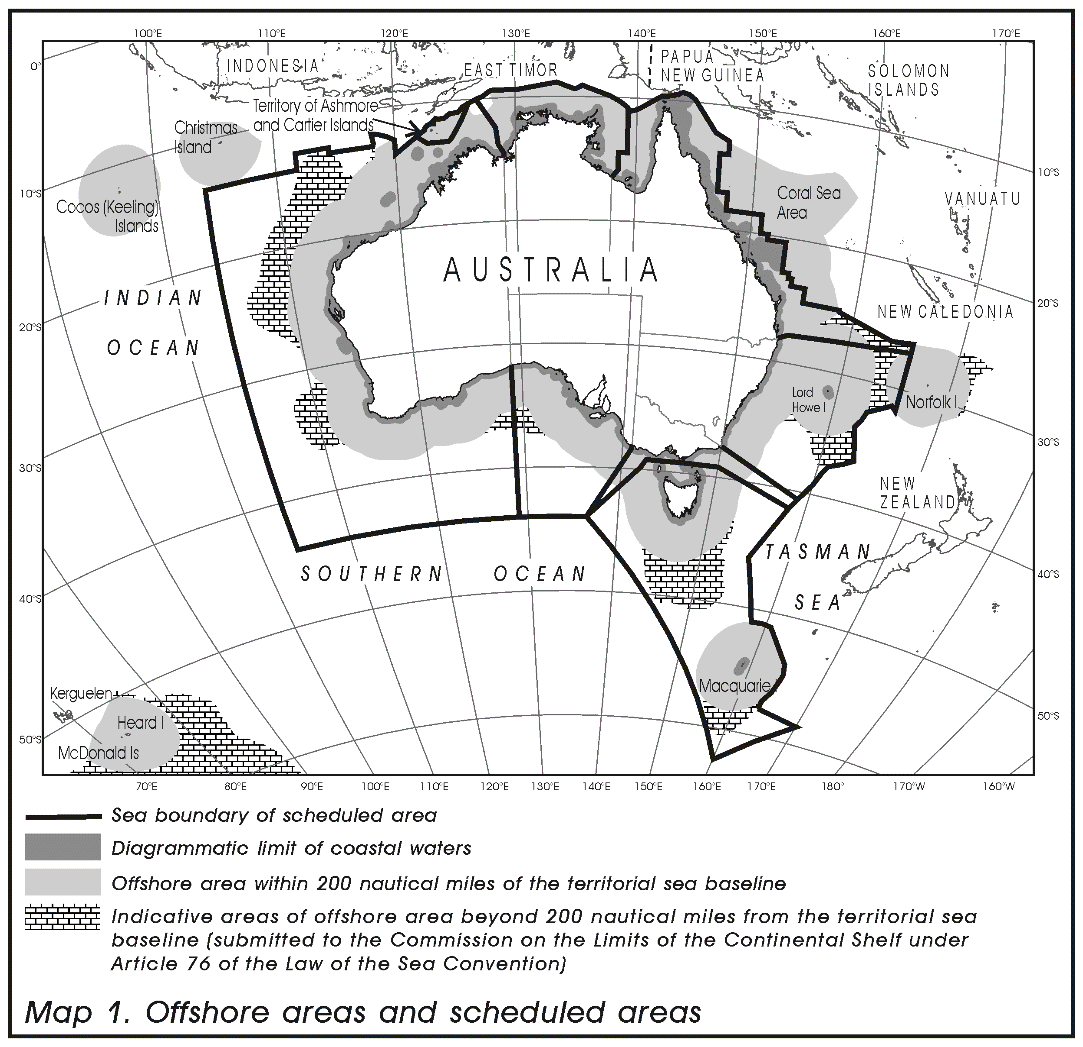 100°E 110°E 120°E 130°E 140°E 150°E 160°E 170°E
0°
INDONESIA
EAST TIMOR
PAPUA
NEW GUINEA
SOLOMON
ISLANDS
Territory of Ashmore
and Cartier Islands
Christmas
Island
10°S
10°S
Cocos (Keeling)
Islands
Coral Sea
Area
VANUATU
AUSTRALIA
INDIAN
OCEAN
20°S
20°S
NEW CALEDONIA
Lord
Howe I
Norfolk I
30°S
30°S
NEW
ZEALAND
TASMAN
SEA
SOUTHERN OCEAN
40°S
40°S
Macquarie
Kerguelen
Heard I
McDonald Is
50°S
50°S
70°E 80°E 90°E 100°E 110°E 120°E 130°E 140°E 150°E 160°E 170°E 180°E 170°W 160°W
Sea boundary of scheduled area
Diagrammatic limit of coastal waters
Offshore area within 200 nautical miles of the territorial sea baseline
Indicative areas of offshore area beyond 200 nautical miles from the territorial sea
baseline (submitted to the Commission on the Limits of the Continental Shelf under
Article 76 of the Law of the Sea Convention)
Map 1. Offshore areas and scheduled areas